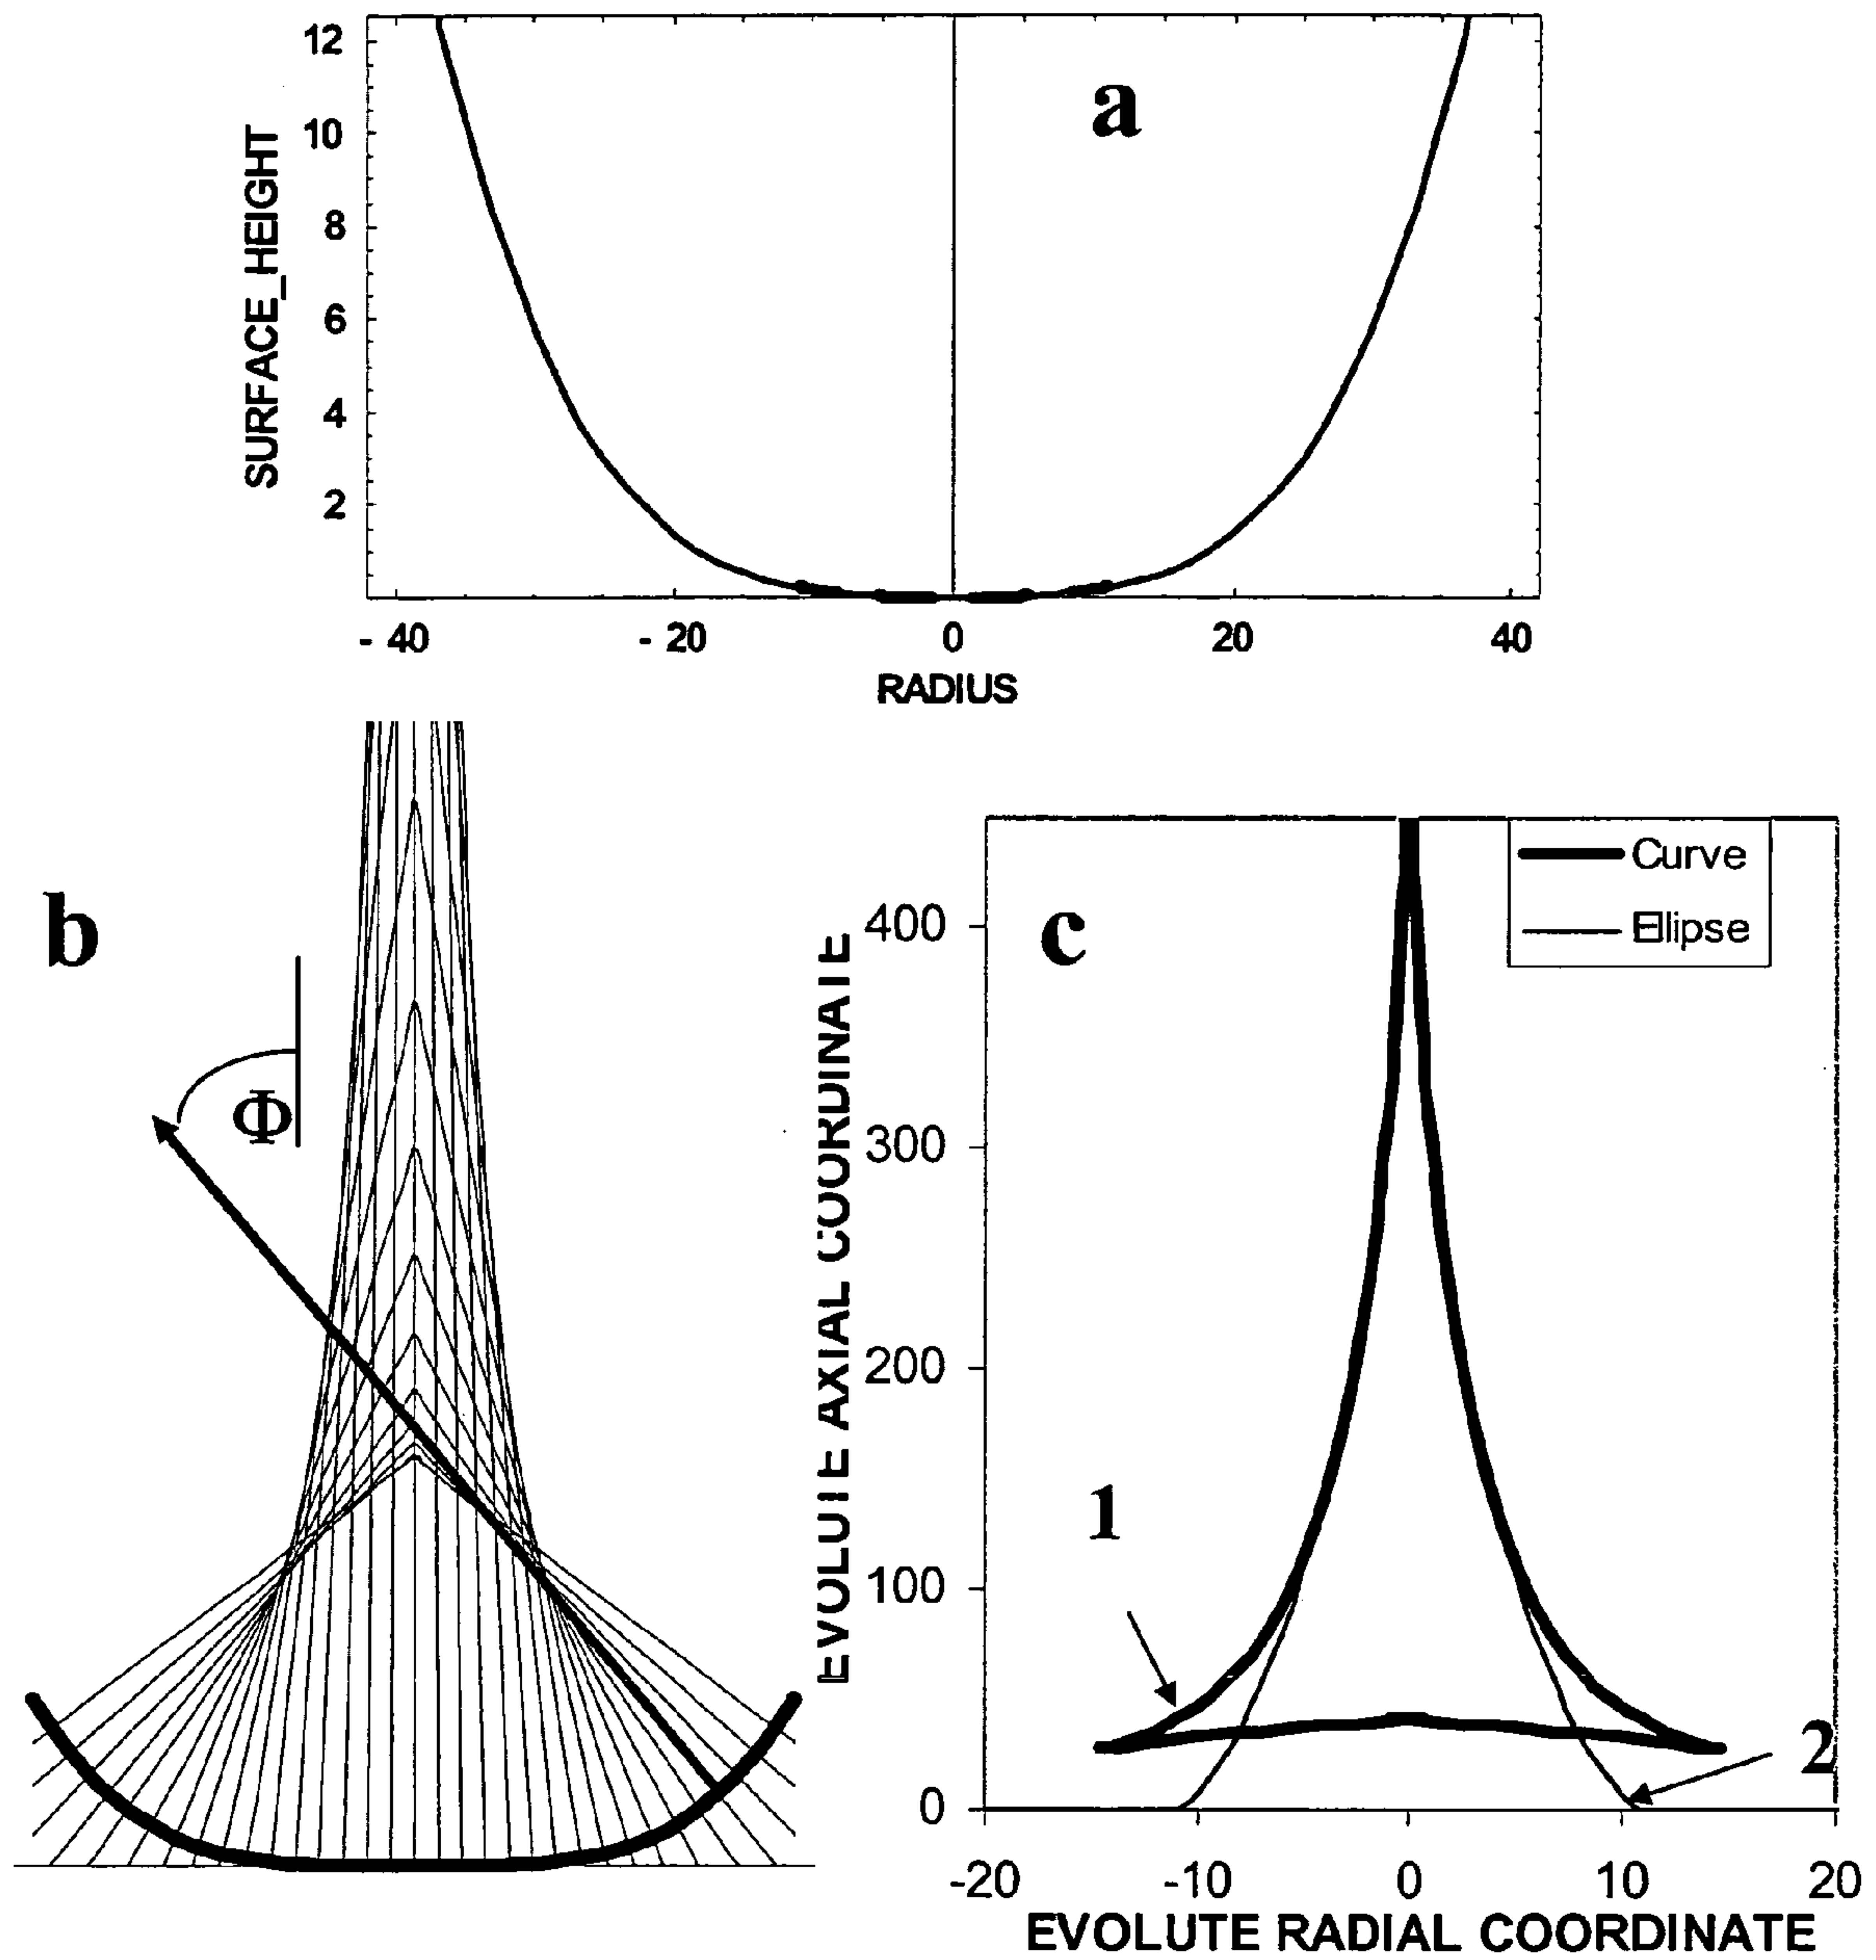 12
10
8
6
4
2
SURFACE_HEIGHT
a
- 40
- 20
0
20
40
RADIUS
b
Φ
c
Curve
Ellipse
400
300
200
100
0
EVOLUTE AXIAL COORDINATE
1
2
-20
-10
0
10
20
EVOLUTE RADIAL COORDINATE